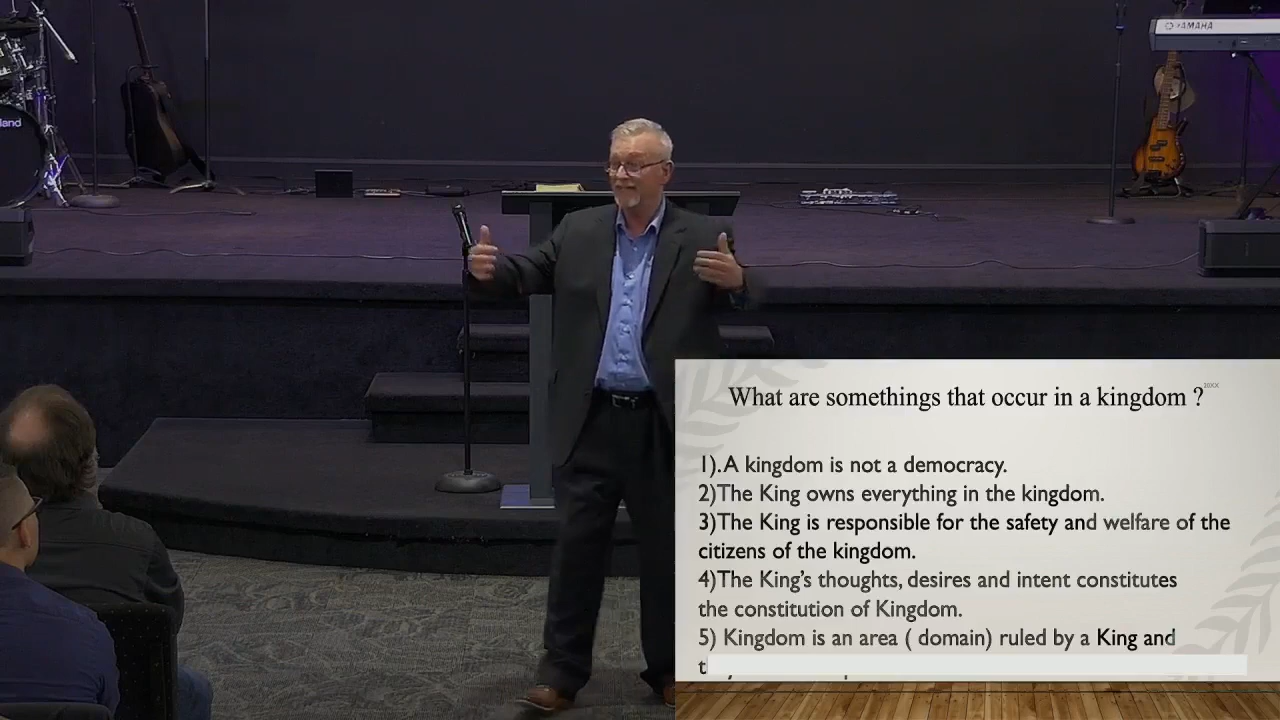 YAMAHA
land
What are somethings that occur in a kingdom ?
20XX
1). A kingdom is not a democracy.
2)The King owns everything in the kingdom.
3)The King is responsible for the safety and welfare of the
citizens of the kingdom.
4)The King’s thoughts, desires and intent constitutes
the constitution of Kingdom.
5) Kingdom is an area ( domain) ruled by a King and